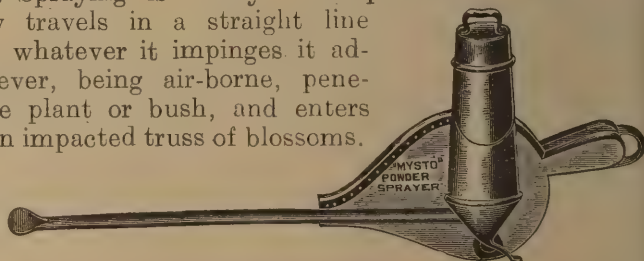 travels in a straight line
whatever it impinges it ad-
ever, being air-borne, pene-
e plant or bush, and enters
n impacted truss of blossoms.
"MYSTO"
POWDER
SPRAYER